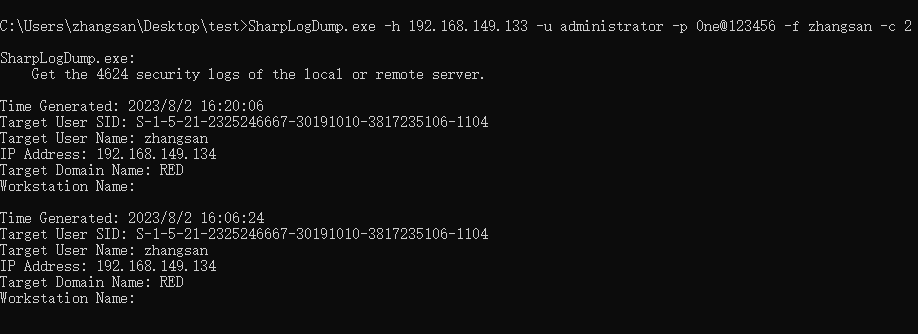 C:\Users\zhangsan\Desktop\test>SharpLogDump.exe -h 192.168.149.133 -u administrator -p One@123456 -f zhangsan -c 2
SharpLogDump.exe:
Get the 4624 security logs of the local or remote server.
Time Generated: 2023/8/2 16:20:06
Target User SID: S-1-5-21-2325246667-30191010-3817235106-1104
Target User Name: zhangsan
IP Address: 192.168.149.134
Target Domain Name: RED
Workstation Name:
Time Generated: 2023/8/2 16:06:24
Target User SID: S-1-5-21-2325246667-30191010-3817235106-1104
Target User Name: zhangsan
IP Address: 192.168.149.134
Target Domain Name: RED
Workstation Name: